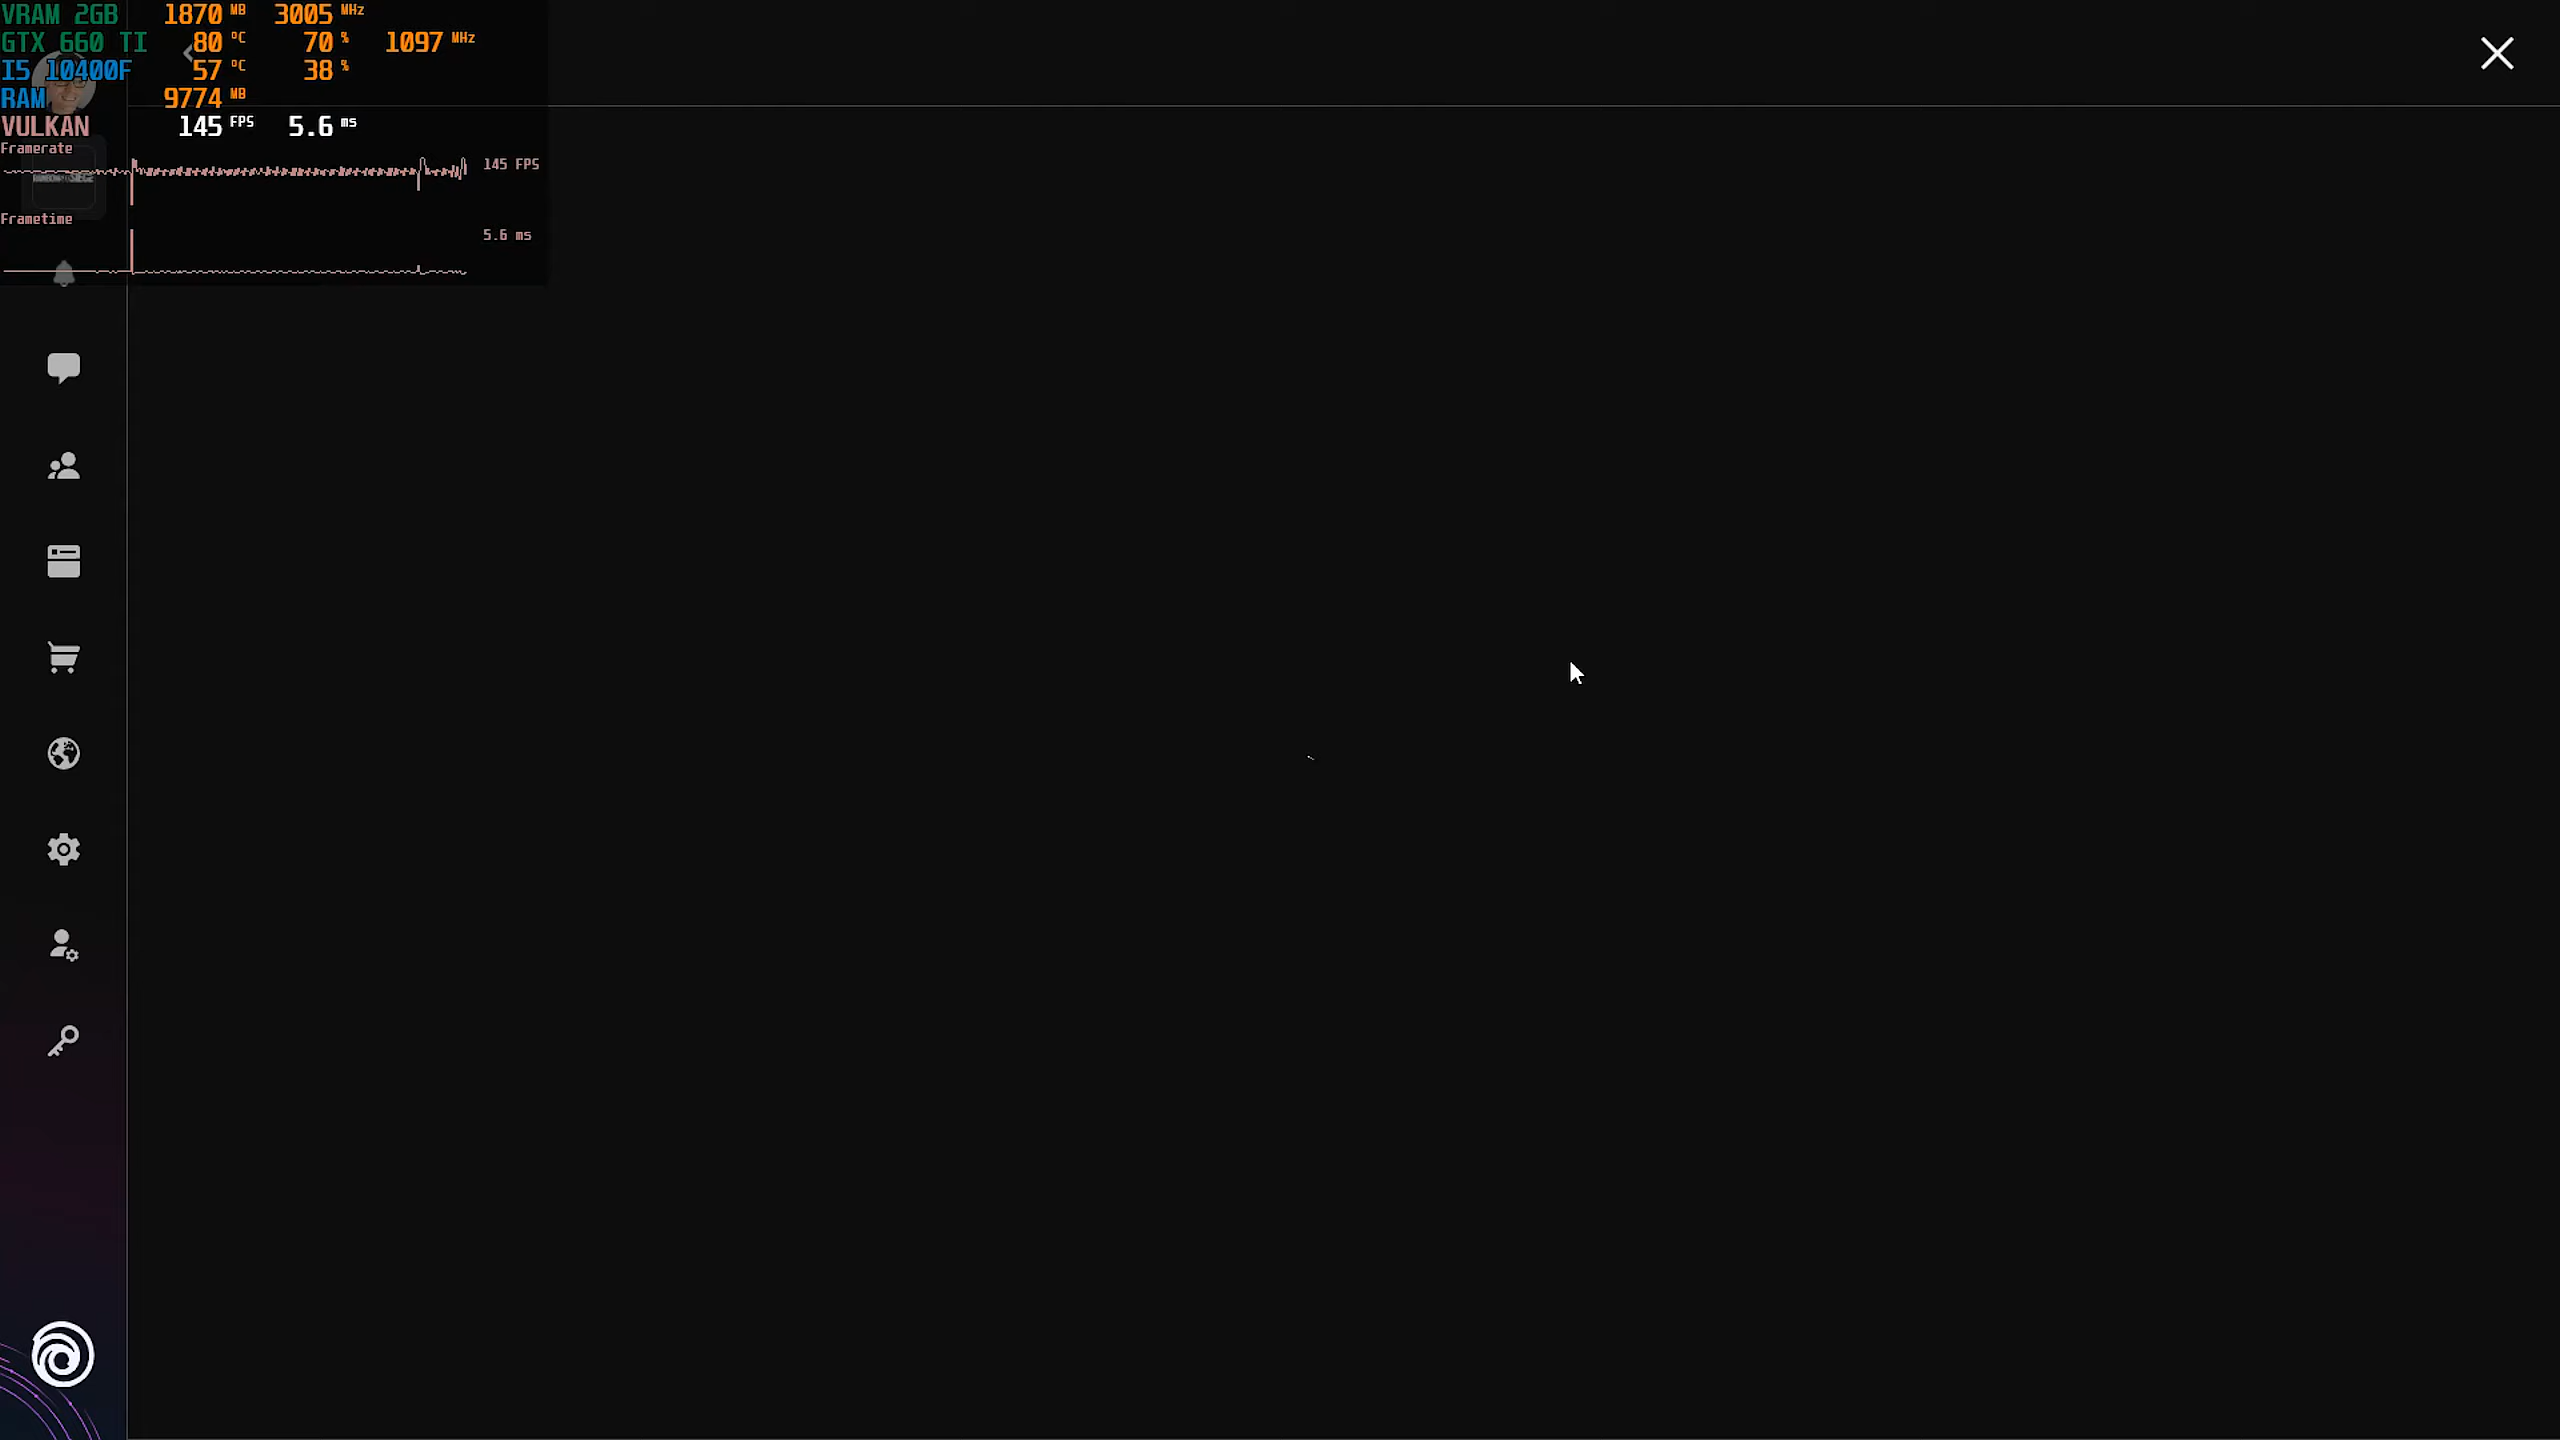 VRAM 2GB 1870 MB 3005 MHz
GTX 660 TI 80 °C 70 % 1097 MHz
I5 10400F 57 °C 38 %
RAM 9774 MB
VULKAN 145 FPS 5.6 ms
Framerate
145 FPS
SIEGE
Frametime
5.6 ms